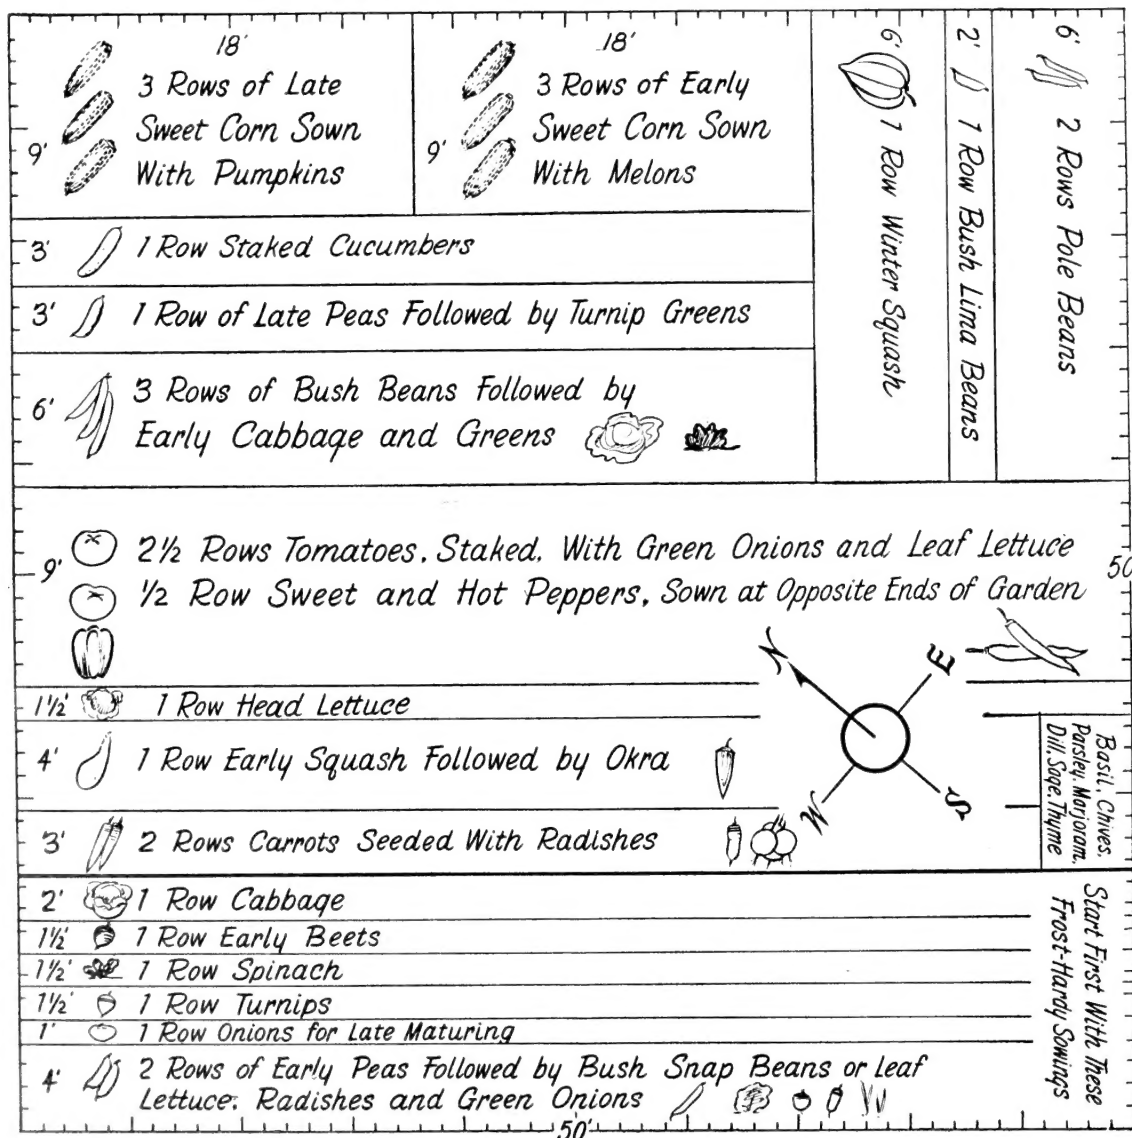 18'
9'
3 Rows of Late
Sweet Corn Sown
With Pumpkins
18'
9'
3 Rows of Early
Sweet Corn Sown
With Melons
6' 1 Row Winter Squash
2' 1 Row Bush Lima Beans
6' 2 Rows Pole Beans
3' 1 Row Staked Cucumbers
3' 1 Row of Late Peas Followed by Turnip Greens
6' 3 Rows of Bush Beans Followed by
Early Cabbage and Greens
9' 2½ Rows Tomatoes, Staked, With Green Onions and Leaf Lettuce
½ Row Sweet and Hot Peppers, Sown at Opposite Ends of Garden
50
N
E
W
S
1½' 1 Row Head Lettuce
4' 1 Row Early Squash Followed by Okra
3' 2 Rows Carrots Seeded With Radishes
Basil, Chives,
Parsley, Marjoram,
Dill, Sage, Thyme
2' 1 Row Cabbage
1½' 1 Row Early Beets
1½' 1 Row Spinach
1½' 1 Row Turnips
1' 1 Row Onions for Late Maturing
4' 2 Rows of Early Peas Followed by Bush Snap Beans or Leaf
Lettuce, Radishes and Green Onions
Start First With These
Frost-Hardy Sowings
50'